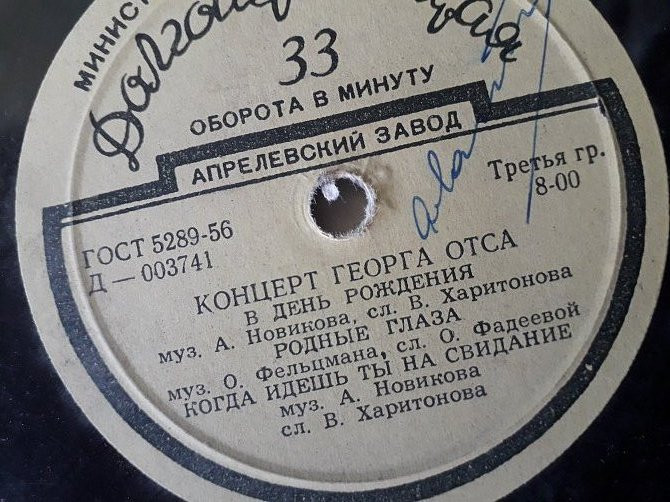 МИНИС
Долгоиграющая
33
ОБОРОТА В МИНУТУ
АПРЕЛЕВСКИЙ ЗАВОД
ГОСТ 5289-56
Д — 003741
Третья гр.
8-00
КОНЦЕРТ ГЕОРГА ОТСА
В ДЕНЬ РОЖДЕНИЯ
муз. А. Новикова, сл. В. Харитонова
РОДНЫЕ ГЛАЗА
муз. О. Фельцмана, сл. О. Фадеевой
КОГДА ИДЕШЬ ТЫ НА СВИДАНИЕ
муз. А. Новикова
сл. В. Харитонова